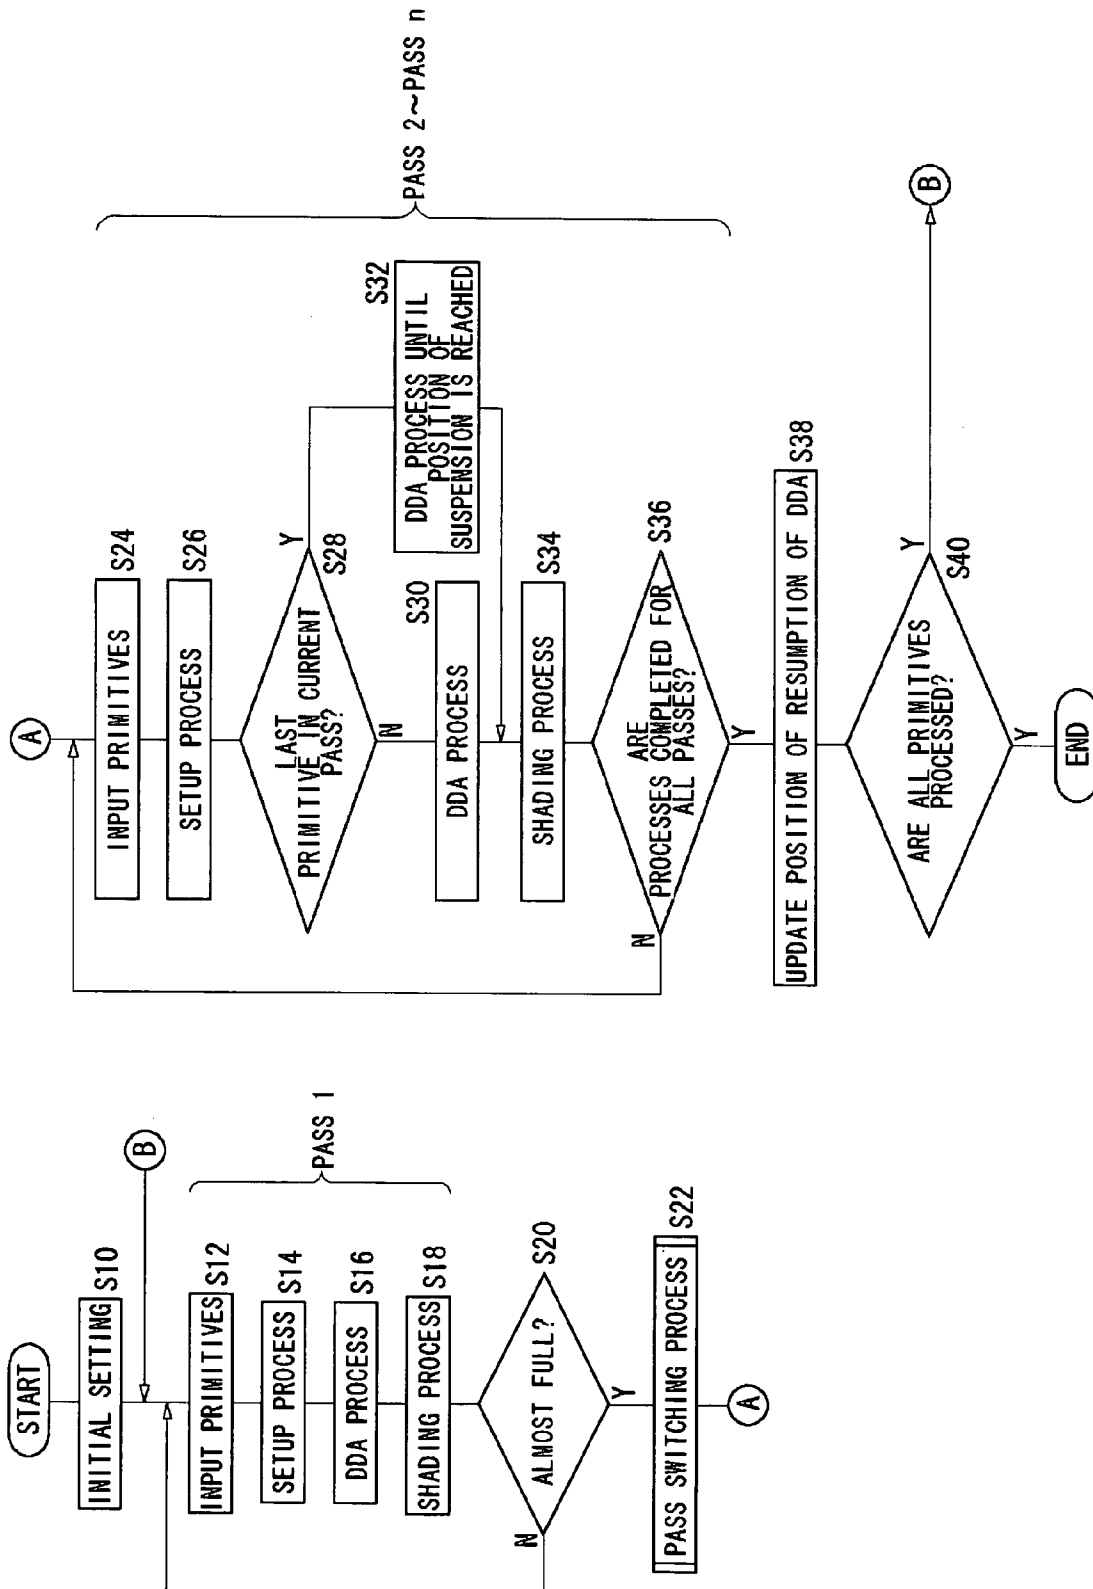 START
INITIAL SETTING
S10
B
INPUT PRIMITIVES
S12
SETUP PROCESS
S14
DDA PROCESS
S16
SHADING PROCESS
S18
PASS 1
ALMOST FULL?
S20
N
Y
PASS SWITCHING PROCESS
S22
A
A
INPUT PRIMITIVES
S24
SETUP PROCESS
S26
LAST
PRIMITIVE IN CURRENT
PASS?
S28
Y
N
DDA PROCESS
S30
DDA PROCESS UNTIL
POSITION OF
SUSPENSION IS REACHED
S32
SHADING PROCESS
S34
ARE
PROCESSES COMPLETED FOR
ALL PASSES?
S36
N
Y
PASS 2~PASS n
UPDATE POSITION OF RESUMPTION OF DDA
S38
ARE ALL PRIMITIVES
PROCESSED?
S40
Y
B
Y
END